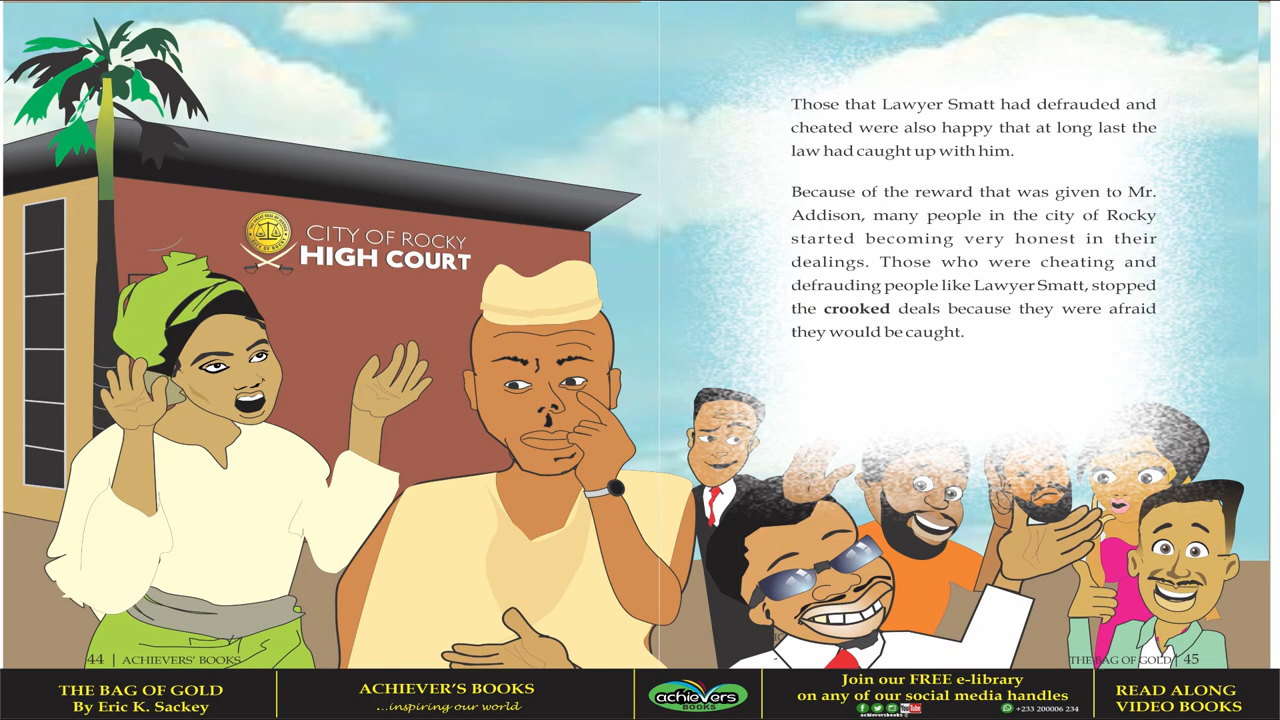 CITY OF ROCKY
HIGH COURT
Those that Lawyer Smatt had defrauded and
cheated were also happy that at long last the
law had caught up with him.
Because of the reward that was given to Mr.
Addison, many people in the city of Rocky
started becoming very honest in their
dealings. Those who were cheating and
defrauding people like Lawyer Smatt, stopped
the crooked deals because they were afraid
they would be caught.
44 | ACHIEVERS' BOOKS
THE BAG OF GOLD | 45
THE BAG OF GOLD
By Eric K. Sackey
ACHIEVER'S BOOKS
...inspiring our world
achievers
BOOKS
Join our FREE e-library
on any of our social media handles
YouTube
+233 200006 234
achieversbooks
READ ALONG
VIDEO BOOKS